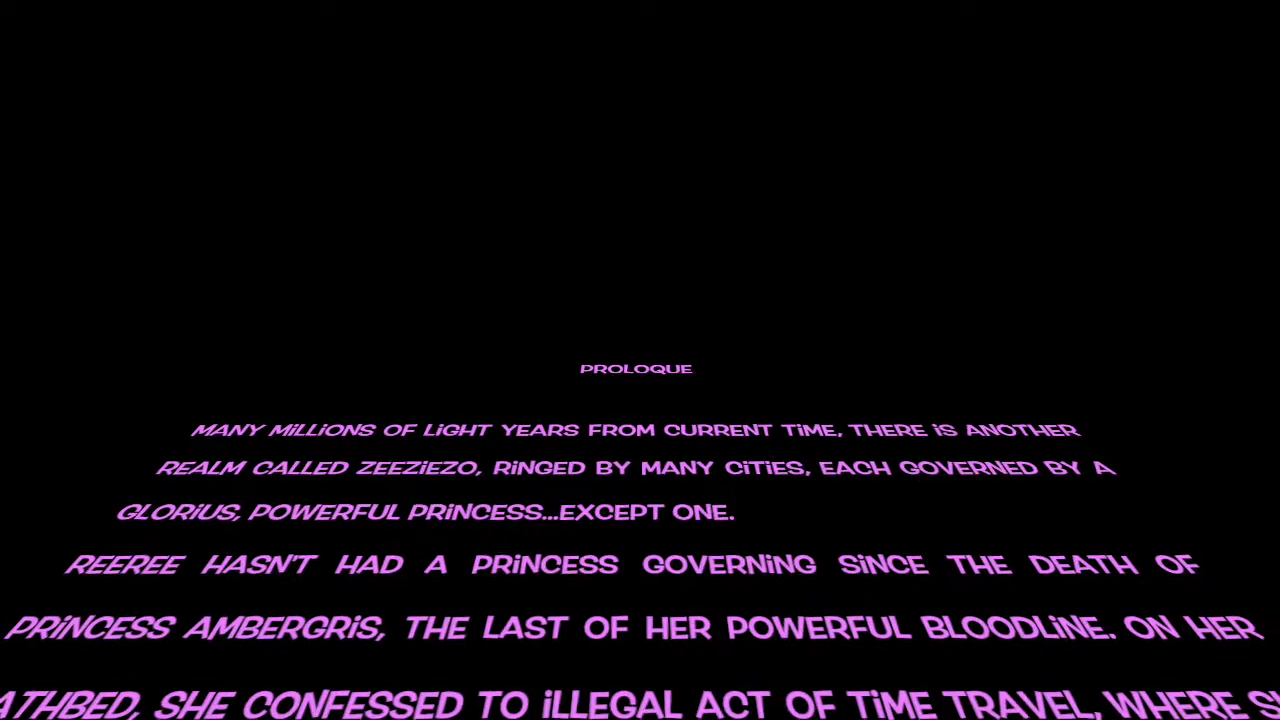 PROLOQUE
MANY MiLLiONS OF LiGHT YEARS FROM CURRENT TiME, THERE iS ANOTHER
REALM CALLED ZEEZiEZO, RiNGED BY MANY CiTiES, EACH GOVERNED BY A
GLORiUS, POWERFUL PRiNCESS...EXCEPT ONE.
REEREE HASN'T HAD A PRiNCESS GOVERNiNG SiNCE THE DEATH OF
PRiNCESS AMBERGRiS, THE LAST OF HER POWERFUL BLOODLiNE. ON HER
ATHBED, SHE CONFESSED TO iLLEGAL ACT OF TiME TRAVEL, WHERE